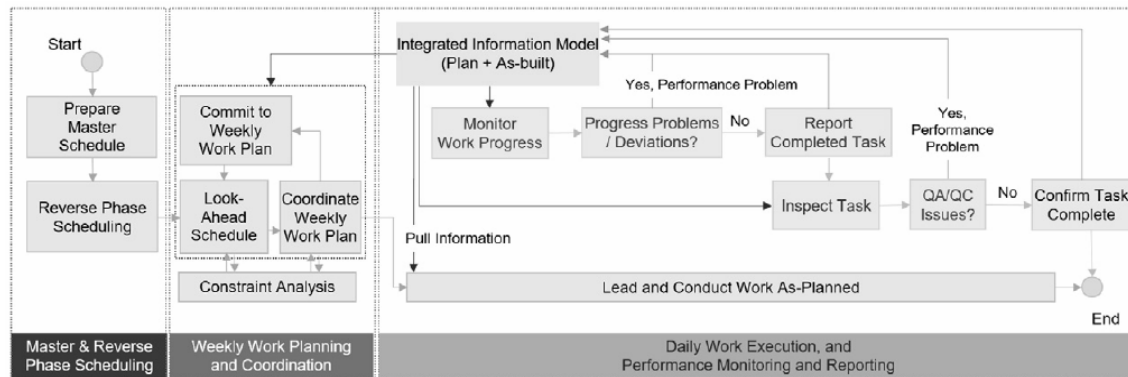 Start
Prepare
Master
Schedule
Reverse Phase
Scheduling
Commit to
Weekly
Work Plan
Look-
Ahead
Schedule
Coordinate
Weekly
Work Plan
Constraint Analysis
Integrated Information Model
(Plan + As-built)
Yes, Performance Problem
Monitor
Work Progress
Progress Problems
/ Deviations?
No
Report
Completed Task
Yes,
Performance
Problem
Inspect Task
QA/QC
Issues?
No
Confirm Task
Complete
Pull Information
Lead and Conduct Work As-Planned
End
Master & Reverse
Phase Scheduling
Weekly Work Planning
and Coordination
Daily Work Execution, and
Performance Monitoring and Reporting